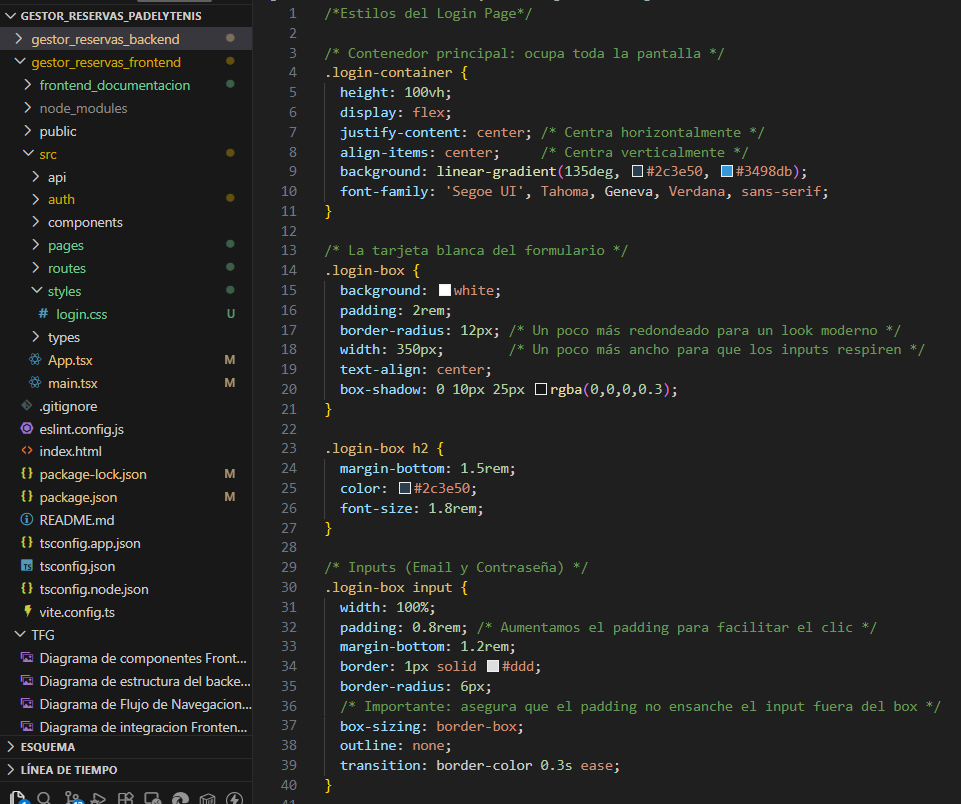 GESTOR_RESERVAS_PADELYTENIS
gestor_reservas_backend
gestor_reservas_frontend
frontend_documentacion
node_modules
public
src
api
auth
components
pages
routes
styles
# login.css U
types
App.tsx M
main.tsx M
.gitignore
eslint.config.js
index.html
package-lock.json M
package.json M
README.md
tsconfig.app.json
tsconfig.json
tsconfig.node.json
vite.config.ts
TFG
Diagrama de componentes Front...
Diagrama de estructura del backe...
Diagrama de Flujo de Navegacion...
Diagrama de integracion Fronten...
ESQUEMA
LÍNEA DE TIEMPO
1 /*Estilos del Login Page*/
2
3 /* Contenedor principal: ocupa toda la pantalla */
4 .login-container {
5 height: 100vh;
6 display: flex;
7 justify-content: center; /* Centra horizontalmente */
8 align-items: center; /* Centra verticalmente */
9 background: linear-gradient(135deg, #2c3e50, #3498db);
10 font-family: 'Segoe UI', Tahoma, Geneva, Verdana, sans-serif;
11 }
12
13 /* La tarjeta blanca del formulario */
14 .login-box {
15 background: white;
16 padding: 2rem;
17 border-radius: 12px; /* Un poco más redondeado para un look moderno */
18 width: 350px; /* Un poco más ancho para que los inputs respiren */
19 text-align: center;
20 box-shadow: 0 10px 25px rgba(0,0,0,0.3);
21 }
22
23 .login-box h2 {
24 margin-bottom: 1.5rem;
25 color: #2c3e50;
26 font-size: 1.8rem;
27 }
28
29 /* Inputs (Email y Contraseña) */
30 .login-box input {
31 width: 100%;
32 padding: 0.8rem; /* Aumentamos el padding para facilitar el clic */
33 margin-bottom: 1.2rem;
34 border: 1px solid #ddd;
35 border-radius: 6px;
36 /* Importante: asegura que el padding no ensanche el input fuera del box */
37 box-sizing: border-box;
38 outline: none;
39 transition: border-color 0.3s ease;
40 }